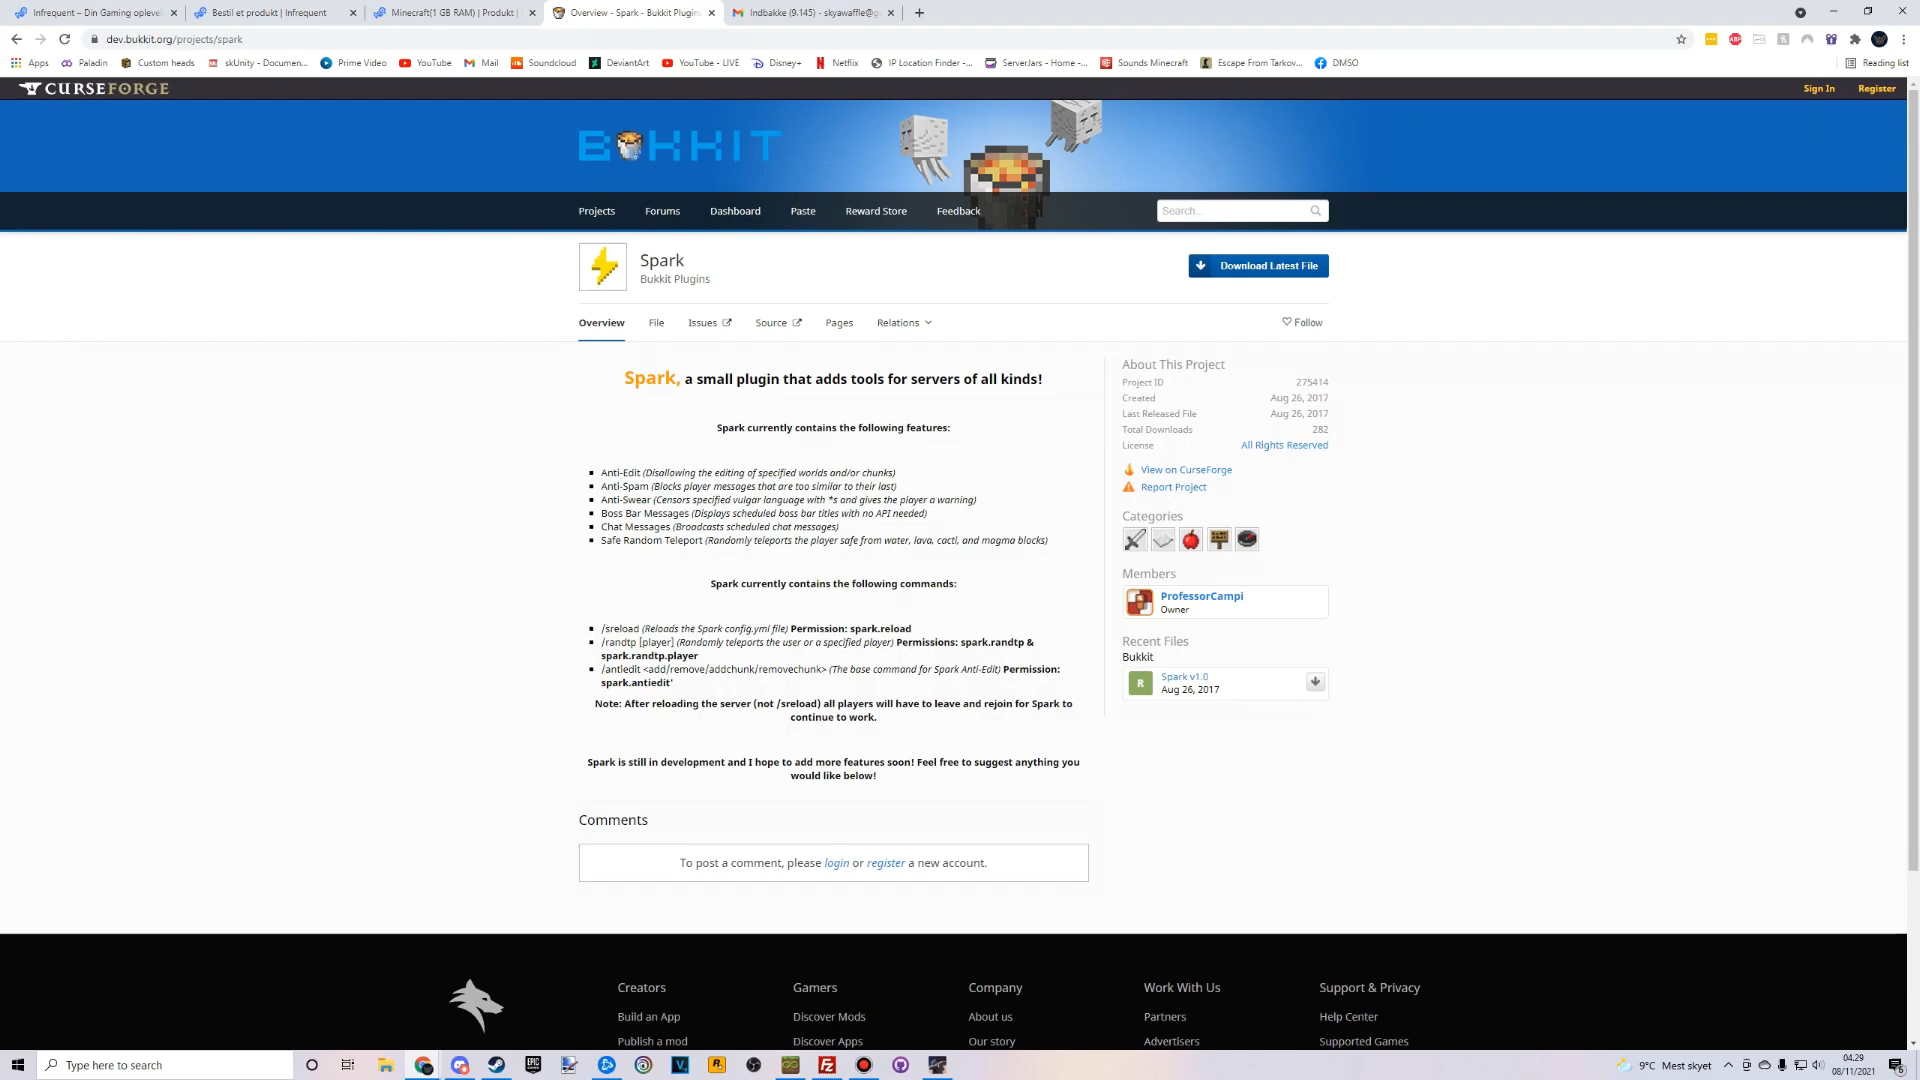 Infrequent – Din Gaming oplevel
Bestil et produkt | Infrequent
Minecraft(1 GB RAM) | Produkt |
Overview - Spark - Bukkit Plugins
Indbakke (9.145) - skyawaffle@g
dev.bukkit.org/projects/spark
Apps
Paladin
Custom heads
skUnity - Documen...
Prime Video
YouTube
Mail
Soundcloud
DeviantArt
YouTube - LIVE
Disney+
Netflix
IP Location Finder -...
ServerJars - Home -...
Sounds Minecraft
Escape From Tarkov...
DMSO
Reading list
CURSEFORGE
Sign In
Register
BUKKIT
Projects
Forums
Dashboard
Paste
Reward Store
Feedback
Search...
Spark
Bukkit Plugins
Download Latest File
Overview
File
Issues
Source
Pages
Relations
Follow
Spark, a small plugin that adds tools for servers of all kinds!
Spark currently contains the following features:
Anti-Edit (Disallowing the editing of specified worlds and/or chunks)
Anti-Spam (Blocks player messages that are too similar to their last)
Anti-Swear (Censors specified vulgar language with *s and gives the player a warning)
Boss Bar Messages (Displays scheduled boss bar titles with no API needed)
Chat Messages (Broadcasts scheduled chat messages)
Safe Random Teleport (Randomly teleports the player safe from water, lava, cacti, and magma blocks)
Spark currently contains the following commands:
/sreload (Reloads the Spark config.yml file) Permission: spark.reload
/randtp [player] (Randomly teleports the user or a specified player) Permissions: spark.randtp &
spark.randtp.player
/antiedit <add/remove/addchunk/removechunk> (The base command for Spark Anti-Edit) Permission:
spark.antiedit'
Note: After reloading the server (not /sreload) all players will have to leave and rejoin for Spark to
continue to work.
Spark is still in development and I hope to add more features soon! Feel free to suggest anything you
would like below!
Comments
To post a comment, please login or register a new account.
About This Project
Project ID 275414
Created Aug 26, 2017
Last Released File Aug 26, 2017
Total Downloads 282
License All Rights Reserved
View on CurseForge
Report Project
Categories
Members
ProfessorCampi
Owner
Recent Files
Bukkit
R
Spark v1.0
Aug 26, 2017
Creators
Gamers
Company
Work With Us
Support & Privacy
Build an App
Discover Mods
About us
Partners
Help Center
Publish a mod
Discover Apps
Our story
Advertisers
Supported Games
Type here to search
9°C Mest skyet
04.29
08/11/2021